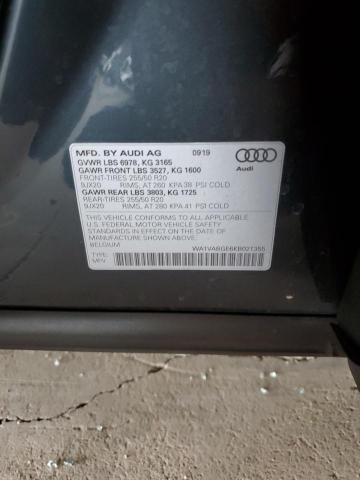 MFD. BY AUDI AG 0919
GVWR LBS 6978, KG 3165
GAWR FRONT LBS 3527, KG 1600
FRONT-TIRES 255/50 R20
9JX20 RIMS, AT 260 KPA 38 PSI COLD
GAWR REAR LBS 3803, KG 1725
REAR-TIRES 255/50 R20
9JX20 RIMS, AT 280 KPA 41 PSI COLD
Audi
THIS VEHICLE CONFORMS TO ALL APPLICABLE
U.S. FEDERAL MOTOR VEHICLE SAFETY
STANDARDS IN EFFECT ON THE DATE OF
MANUFACTURE SHOWN ABOVE.
BELGIUM WA1VABGE6KB021355
TYPE:
MPV